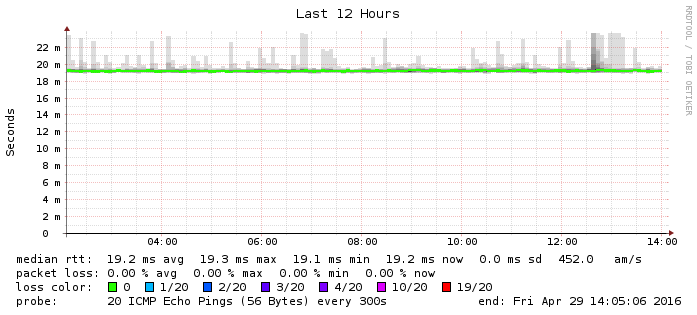 Last 12 Hours
RRDTOOL / TOBI OETIKER
Seconds
22 m
20 m
18 m
16 m
14 m
12 m
10 m
8 m
6 m
4 m
2 m
0
04:00 06:00 08:00 10:00 12:00 14:00
median rtt: 19.2 ms avg 19.3 ms max 19.1 ms min 19.2 ms now 0.0 ms sd 452.0 am/s
packet loss: 0.00 % avg 0.00 % max 0.00 % min 0.00 % now
loss color: 0 1/20 2/20 3/20 4/20 10/20 19/20
probe: 20 ICMP Echo Pings (56 Bytes) every 300s end: Fri Apr 29 14:05:06 2016